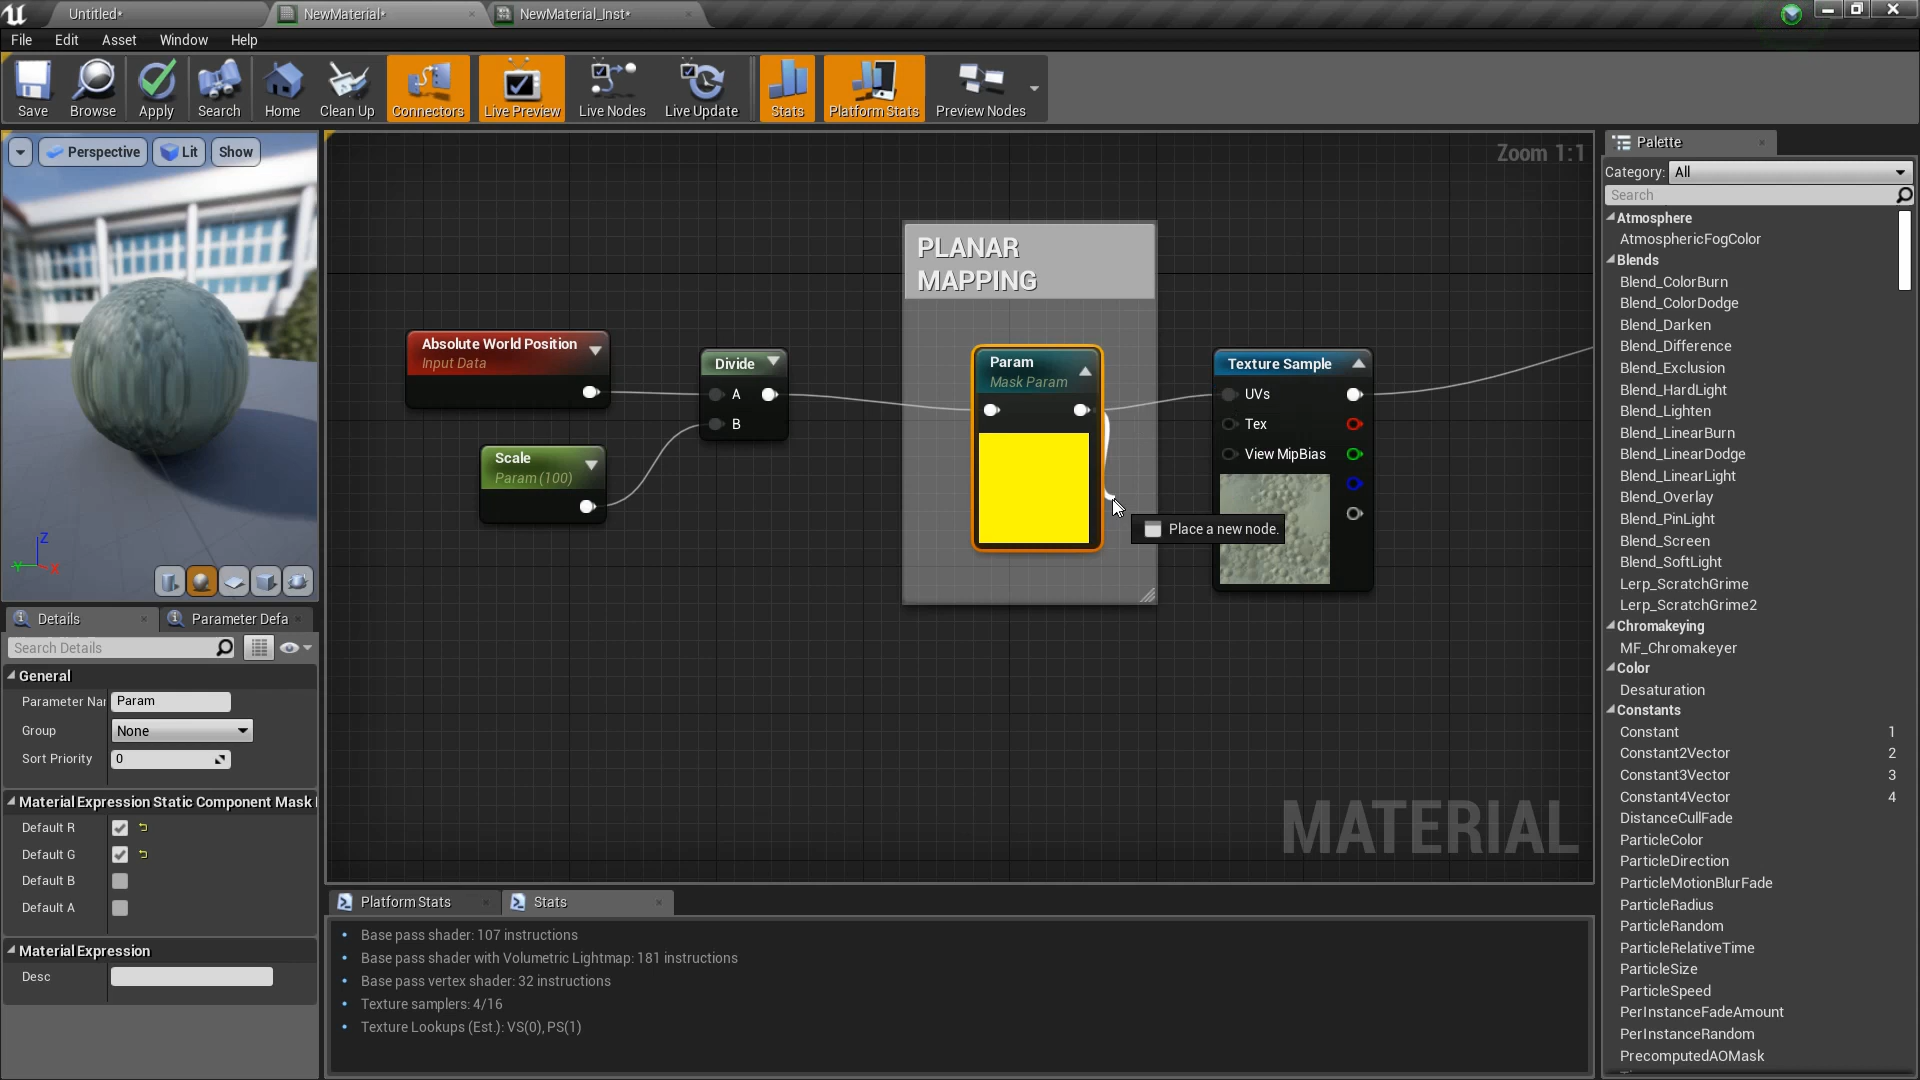 Untitled*
NewMaterial*
NewMaterial_Inst*
File Edit Asset Window Help
Save Browse Apply Search Home Clean Up Connectors Live Preview Live Nodes Live Update Stats Platform Stats Preview Nodes
Perspective Lit Show
Zoom 1:1
Palette
Category: All
Search
Atmosphere
AtmosphericFogColor
Blends
Blend_ColorBurn
Blend_ColorDodge
Blend_Darken
Blend_Difference
Blend_Exclusion
Blend_HardLight
Blend_Lighten
Blend_LinearBurn
Blend_LinearDodge
Blend_LinearLight
Blend_Overlay
Blend_PinLight
Blend_Screen
Blend_SoftLight
Lerp_ScratchGrime
Lerp_ScratchGrime2
Chromakeying
MF_Chromakeyer
Color
Desaturation
Constants
Constant 1
Constant2Vector 2
Constant3Vector 3
Constant4Vector 4
DistanceCullFade
ParticleColor
ParticleDirection
ParticleMotionBlurFade
ParticleRadius
ParticleRandom
ParticleRelativeTime
ParticleSize
ParticleSpeed
PerInstanceFadeAmount
PerInstanceRandom
PrecomputedAOMask
PLANAR
MAPPING
Absolute World Position
Input Data
Divide
A
B
Scale
Param (100)
Param
Mask Param
Texture Sample
UVs
Tex
View MipBias
Place a new node.
MATERIAL
Z
Y
X
Details
Parameter Defa
Search Details
General
Parameter Nar Param
Group None
Sort Priority 0
Material Expression Static Component Mask
Default R
Default G
Default B
Default A
Material Expression
Desc
Platform Stats
Stats
Base pass shader: 107 instructions
Base pass shader with Volumetric Lightmap: 181 instructions
Base pass vertex shader: 32 instructions
Texture samplers: 4/16
Texture Lookups (Est.): VS(0), PS(1)